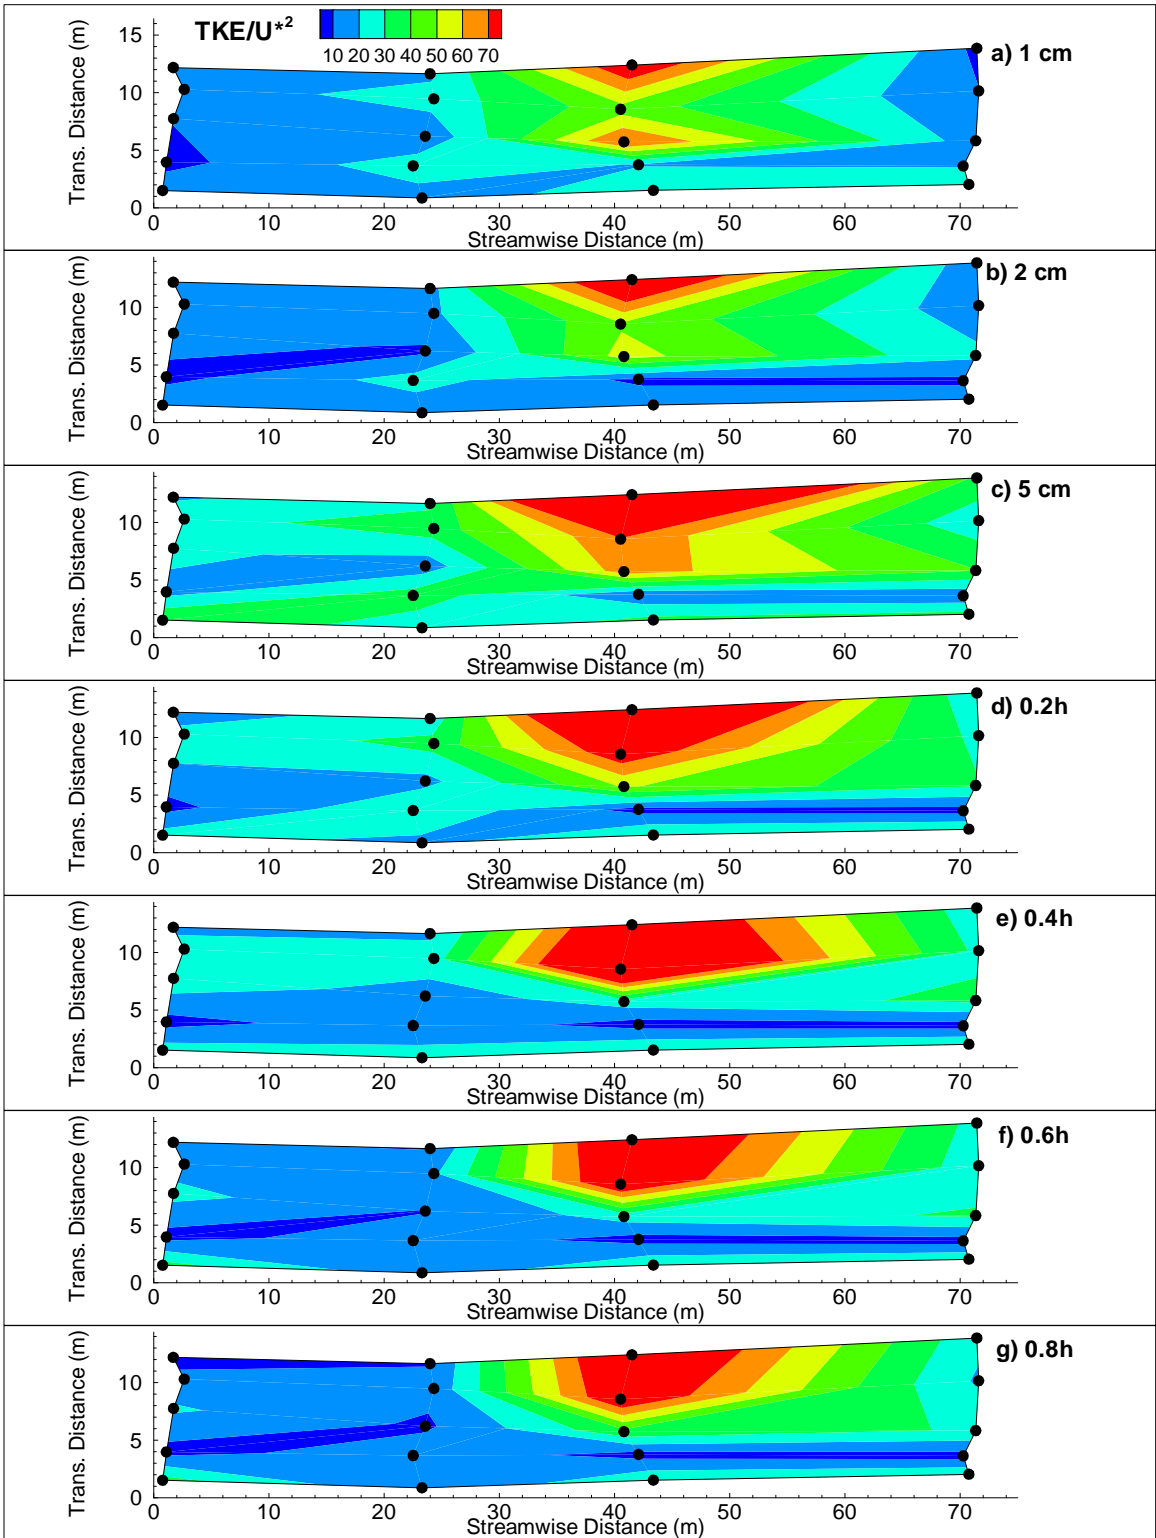 TKE/U*²
10 20 30 40 50 60 70
a) 1 cm
Trans. Distance (m)
15
10
5
0
0 10 20 30 40 50 60 70
Streamwise Distance (m)
b) 2 cm
Trans. Distance (m)
10
5
0
0 10 20 30 40 50 60 70
Streamwise Distance (m)
c) 5 cm
Trans. Distance (m)
10
5
0
0 10 20 30 40 50 60 70
Streamwise Distance (m)
d) 0.2h
Trans. Distance (m)
10
5
0
0 10 20 30 40 50 60 70
Streamwise Distance (m)
e) 0.4h
Trans. Distance (m)
10
5
0
0 10 20 30 40 50 60 70
Streamwise Distance (m)
f) 0.6h
Trans. Distance (m)
10
5
0
0 10 20 30 40 50 60 70
Streamwise Distance (m)
g) 0.8h
Trans. Distance (m)
10
5
0
0 10 20 30 40 50 60 70
Streamwise Distance (m)